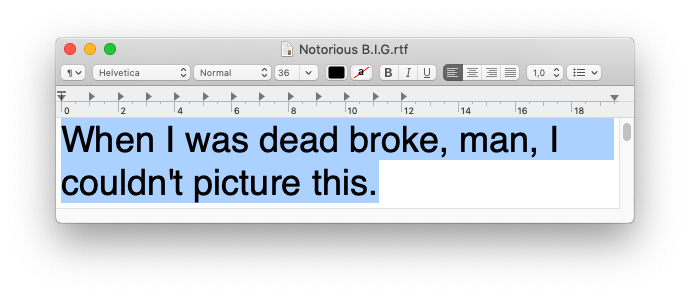 Notorious B.I.G.rtf
¶ Helvetica Normal 36 a B I U 1,0
0 2 4 6 8 10 12 14 16 18
When I was dead broke, man, I
couldn't picture this.